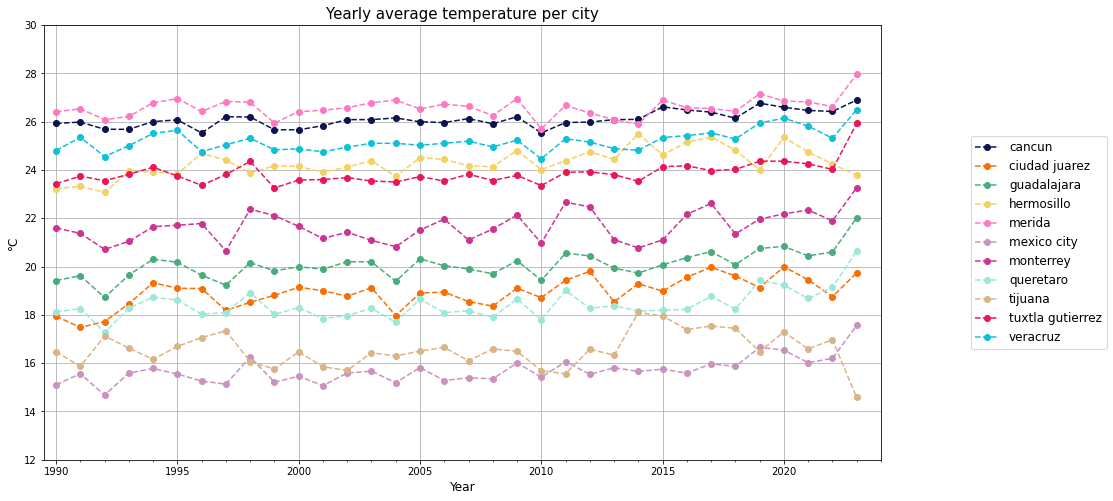 Yearly average temperature per city
30
28
26
24
22
20
18
16
14
12
°C
1990
1995
2000
2005
2010
2015
2020
Year
cancun
ciudad juarez
guadalajara
hermosillo
merida
mexico city
monterrey
queretaro
tijuana
tuxtla gutierrez
veracruz